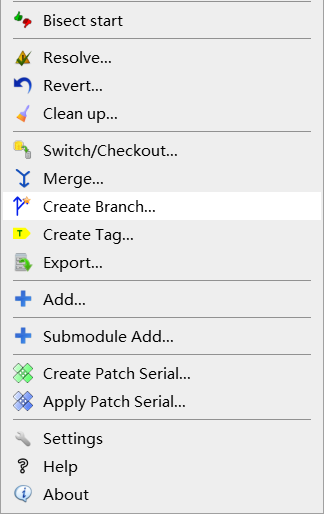 Bisect start
Resolve...
Revert...
Clean up...
Switch/Checkout...
Merge...
Create Branch...
T Create Tag...
Export...
Add...
Submodule Add...
Create Patch Serial...
Apply Patch Serial...
Settings
Help
About